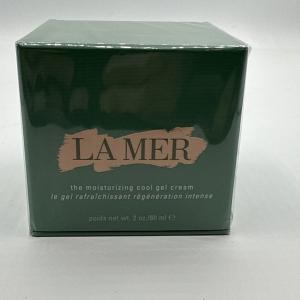 LA MER
the moisturizing cool gel cream
le gel rafraîchissant régénération intense
poids net wt. 2 oz./60 ml ℮